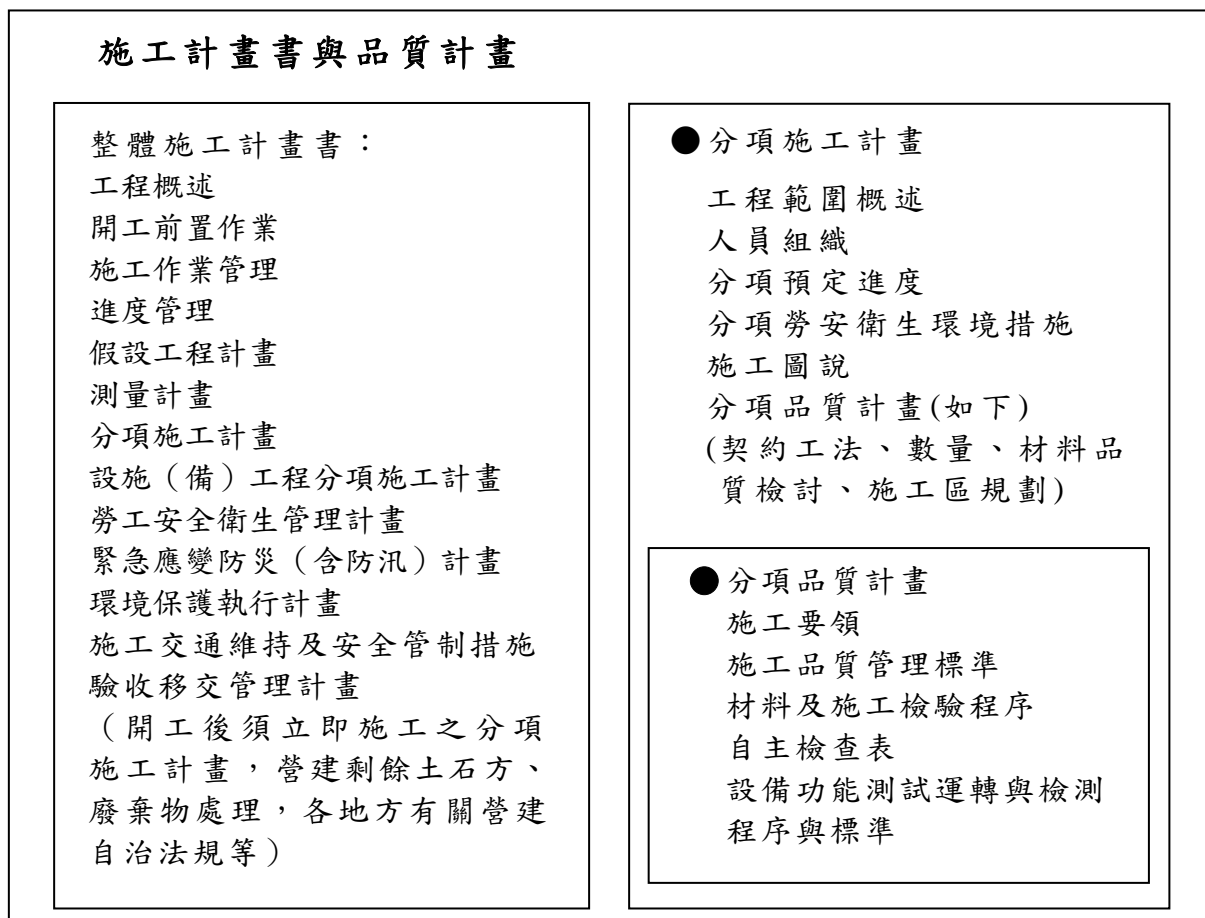 施工計畫書與品質計畫
整體施工計畫書：
工程概述
開工前置作業
施工作業管理
進度管理
假設工程計畫
測量計畫
分項施工計畫
設施（備）工程分項施工計畫
勞工安全衛生管理計畫
緊急應變防災（含防汛）計畫
環境保護執行計畫
施工交通維持及安全管制措施
驗收移交管理計畫
（開工後須立即施工之分項
施工計畫，營建剩餘土石方、
廢棄物處理，各地方有關營建
自治法規等）
●分項施工計畫
工程範圍概述
人員組織
分項預定進度
分項勞安衛生環境措施
施工圖說
分項品質計畫(如下)
(契約工法、數量、材料品
質檢討、施工區規劃)
●分項品質計畫
施工要領
施工品質管理標準
材料及施工檢驗程序
自主檢查表
設備功能測試運轉與檢測
程序與標準